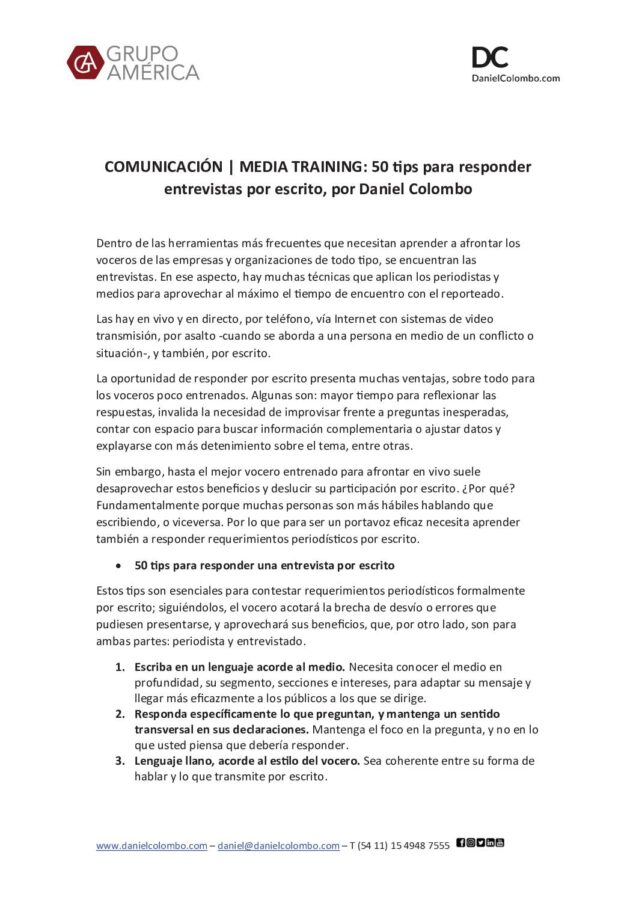 GRUPO
AMÉRICA
DC
DanielColombo.com
COMUNICACIÓN | MEDIA TRAINING: 50 tips para responder
entrevistas por escrito, por Daniel Colombo
Dentro de las herramientas más frecuentes que necesitan aprender a afrontar los
voceros de las empresas y organizaciones de todo tipo, se encuentran las
entrevistas. En ese aspecto, hay muchas técnicas que aplican los periodistas y
medios para aprovechar al máximo el tiempo de encuentro con el reporteado.
Las hay en vivo y en directo, por teléfono, vía Internet con sistemas de video
transmisión, por asalto -cuando se aborda a una persona en medio de un conflicto o
situación-, y también, por escrito.
La oportunidad de responder por escrito presenta muchas ventajas, sobre todo para
los voceros poco entrenados. Algunas son: mayor tiempo para reflexionar las
respuestas, invalida la necesidad de improvisar frente a preguntas inesperadas,
contar con espacio para buscar información complementaria o ajustar datos y
explayarse con más detenimiento sobre el tema, entre otras.
Sin embargo, hasta el mejor vocero entrenado para afrontar en vivo suele
desaprovechar estos beneficios y deslucir su participación por escrito. ¿Por qué?
Fundamentalmente porque muchas personas son más hábiles hablando que
escribiendo, o viceversa. Por lo que para ser un portavoz eficaz necesita aprender
también a responder requerimientos periodísticos por escrito.
• 50 tips para responder una entrevista por escrito
Estos tips son esenciales para contestar requerimientos periodísticos formalmente
por escrito; siguiéndolos, el vocero acotará la brecha de desvío o errores que
pudiesen presentarse, y aprovechará sus beneficios, que, por otro lado, son para
ambas partes: periodista y entrevistado.
1. Escriba en un lenguaje acorde al medio. Necesita conocer el medio en
profundidad, su segmento, secciones e intereses, para adaptar su mensaje y
llegar más eficazmente a los públicos a los que se dirige.
2. Responda específicamente lo que preguntan, y mantenga un sentido
transversal en sus declaraciones. Mantenga el foco en la pregunta, y no en lo
que usted piensa que debería responder.
3. Lenguaje llano, acorde al estilo del vocero. Sea coherente entre su forma de
hablar y lo que transmite por escrito.
www.danielcolombo.com – daniel@danielcolombo.com – T (54 11) 15 4948 7555